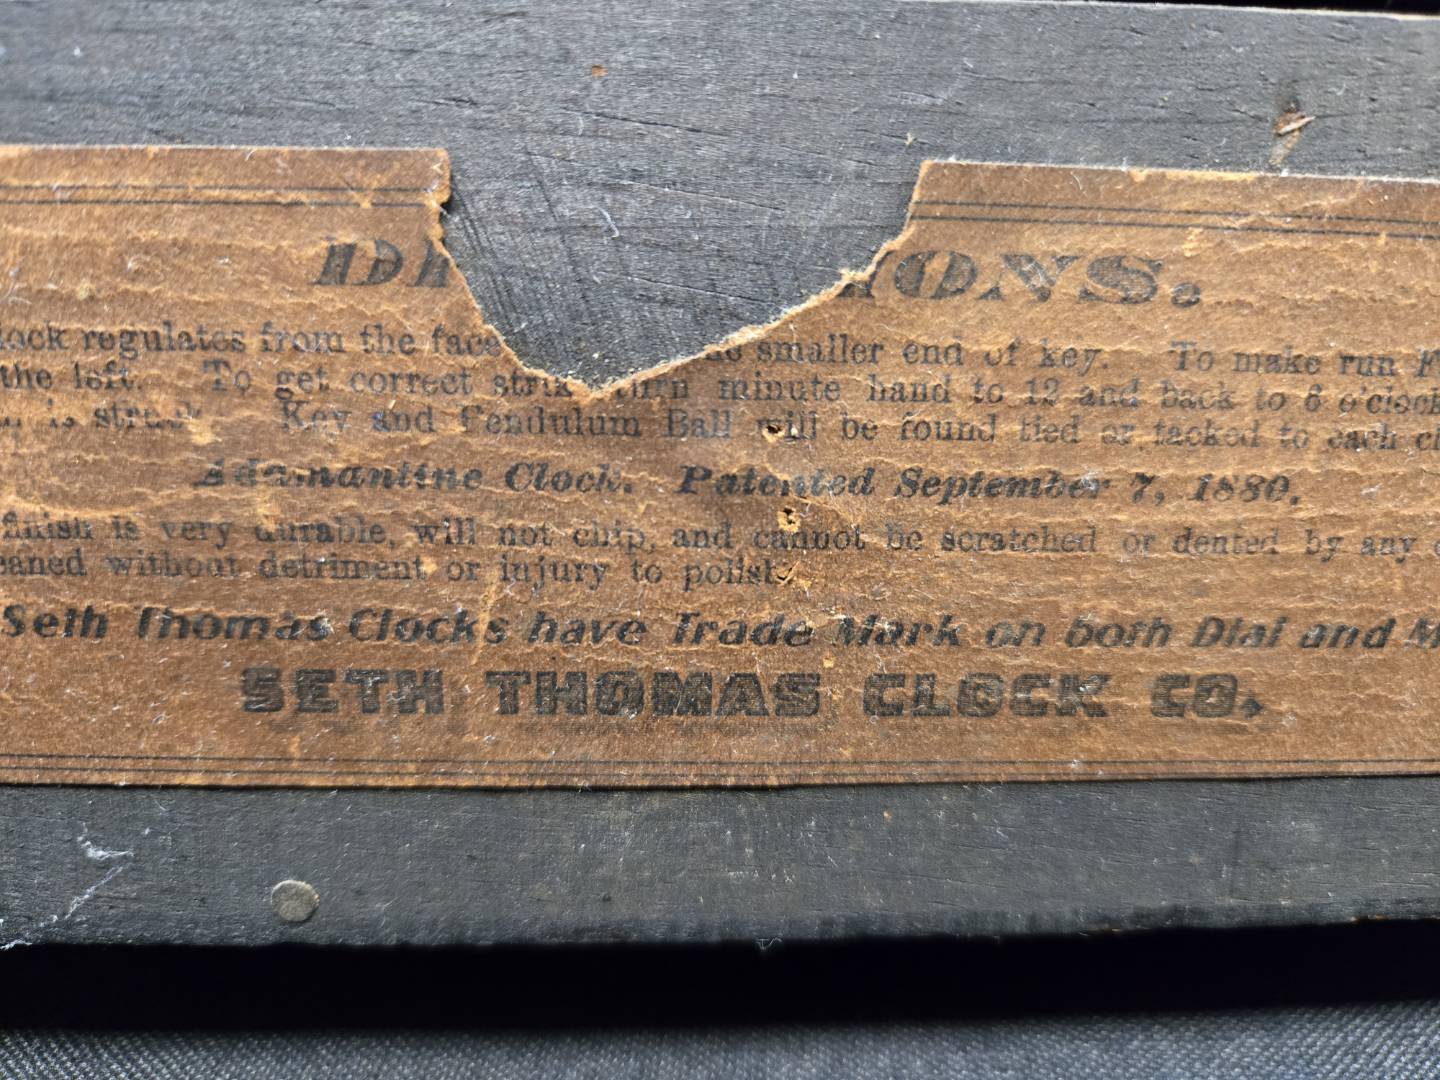 DI IONS.
lock regulates from the face smaller end of key. To make run F
the left. To get correct strik turn minute hand to 12 and back to 6 o'clock
is struck Key and Pendulum Ball will be found tied or tacked to each cl
Adamantine Clock. Patented September 7, 1880.
finish is very durable, will not chip, and cannot be scratched or dented by any
eaned without detriment or injury to polish.
Seth Thomas Clocks have Trade Mark on both Dial and M
SETH THOMAS CLOCK CO.